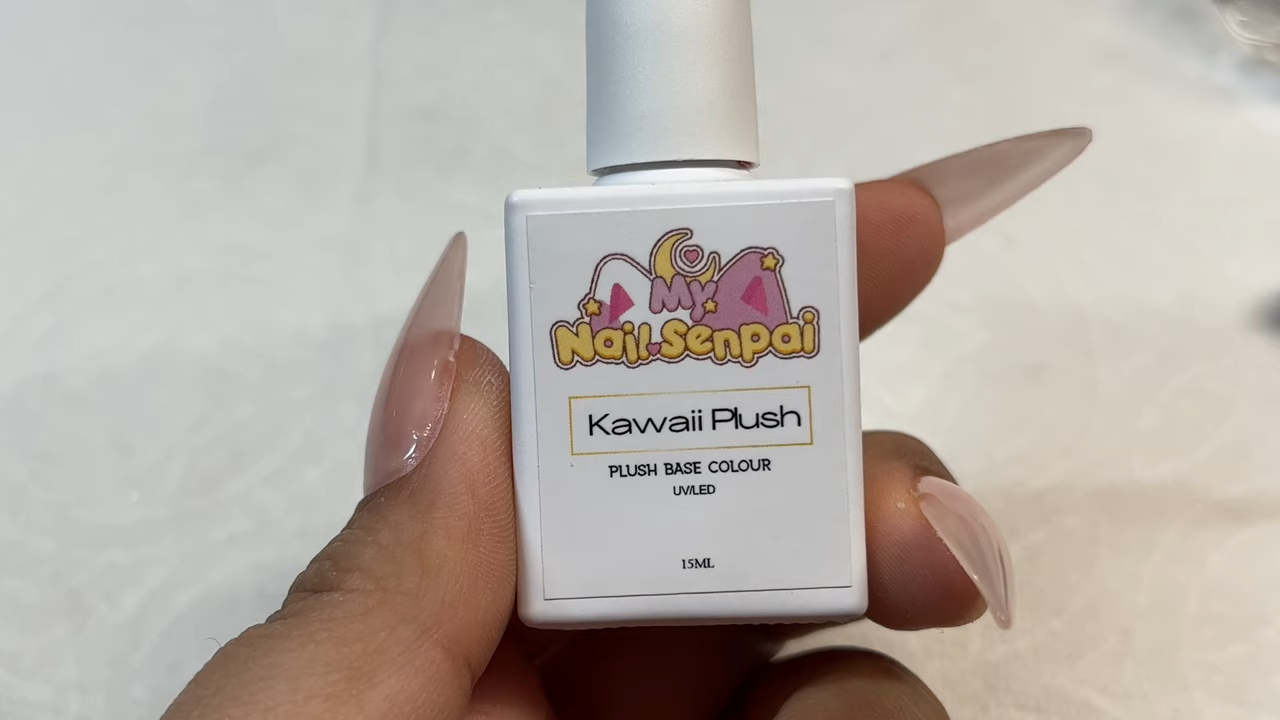 My
Nail Senpai
Kawaii Plush
PLUSH BASE COLOUR
UV/LED
15ML